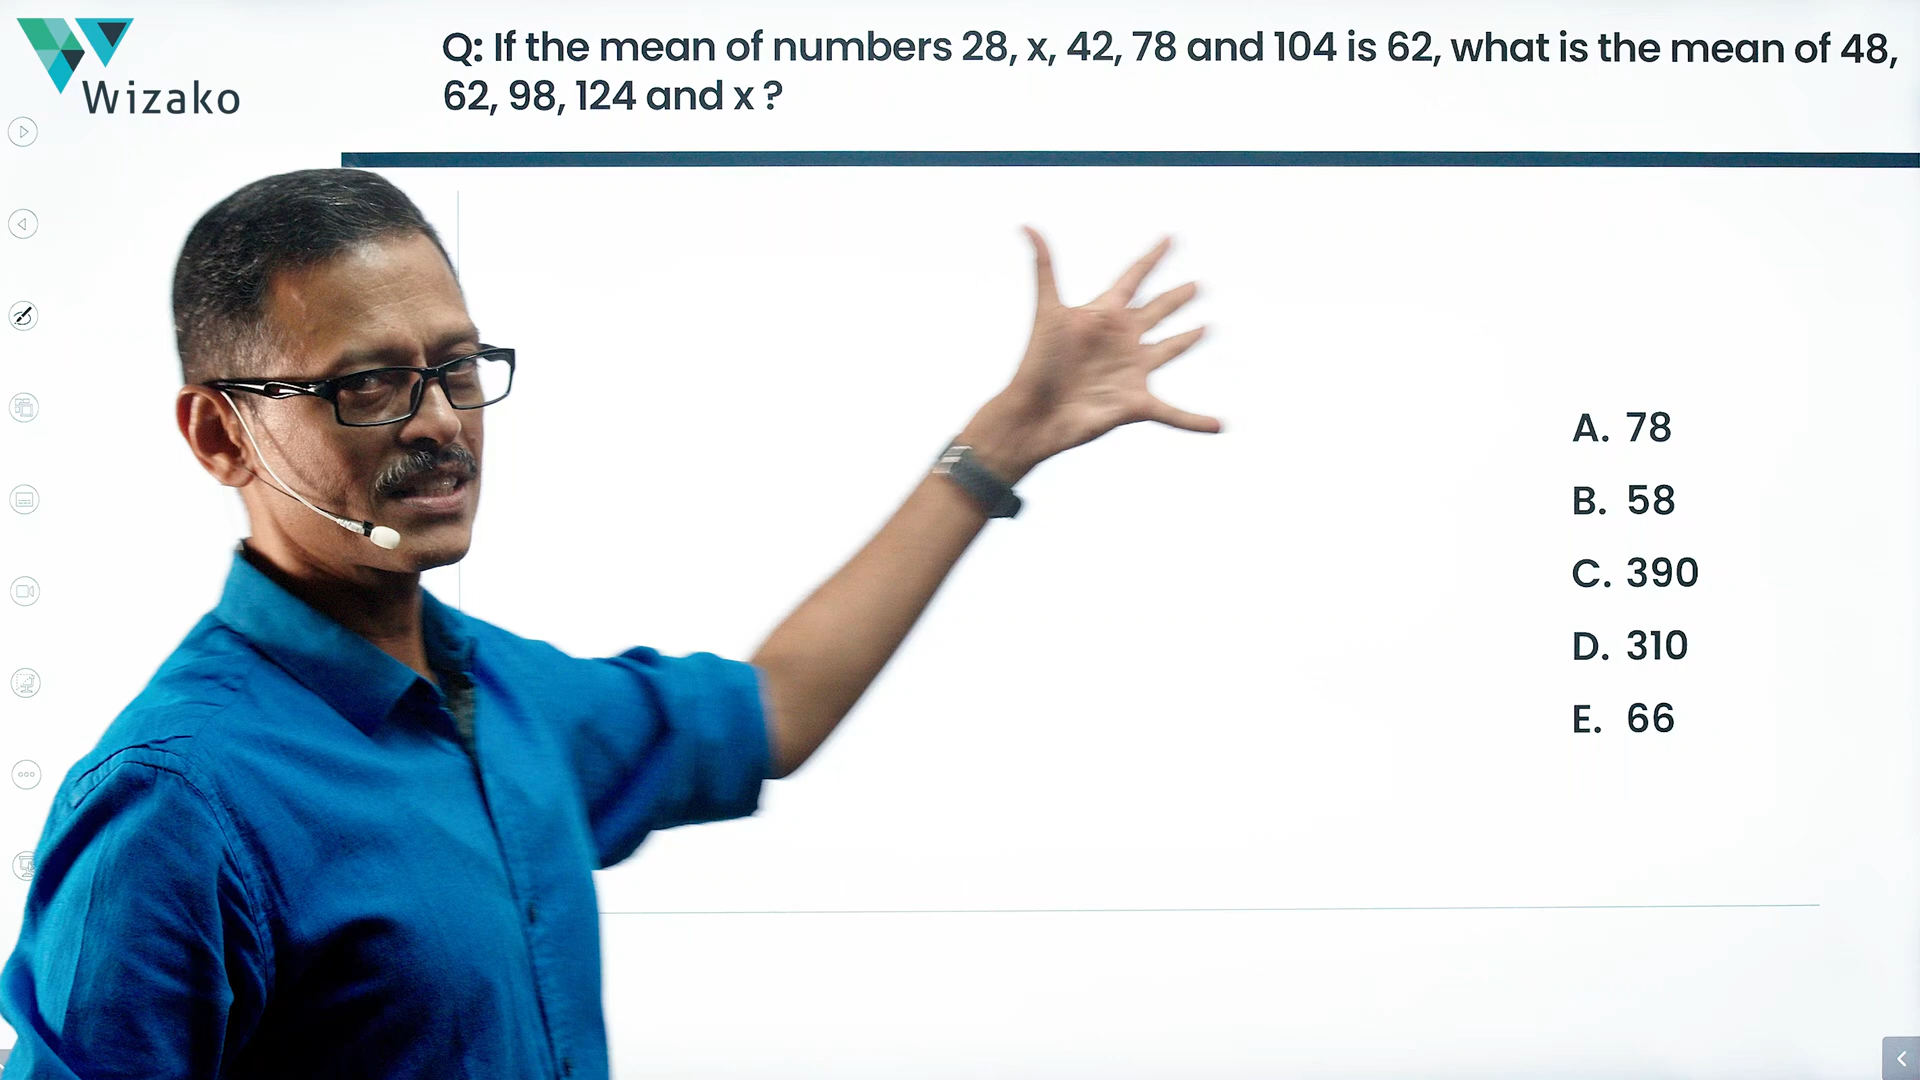 Wizako
Q: If the mean of numbers 28, x, 42, 78 and 104 is 62, what is the mean of 48,
62, 98, 124 and x ?
A. 78
B. 58
C. 390
D. 310
E. 66